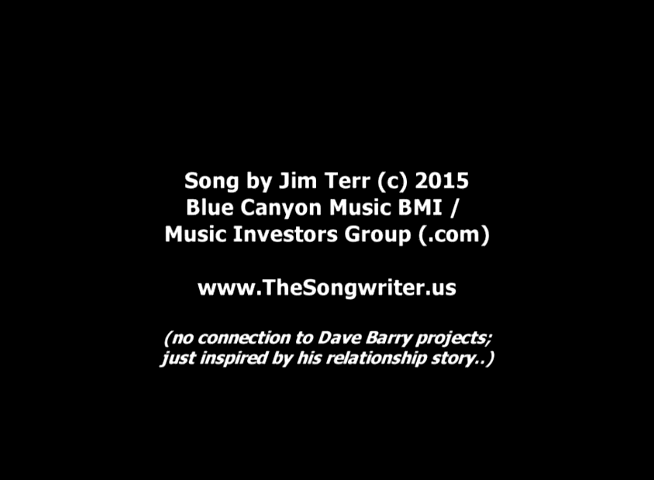 Song by Jim Terr (c) 2015
Blue Canyon Music BMI /
Music Investors Group (.com)
www.TheSongwriter.us
(no connection to Dave Barry projects;
just inspired by his relationship story..)